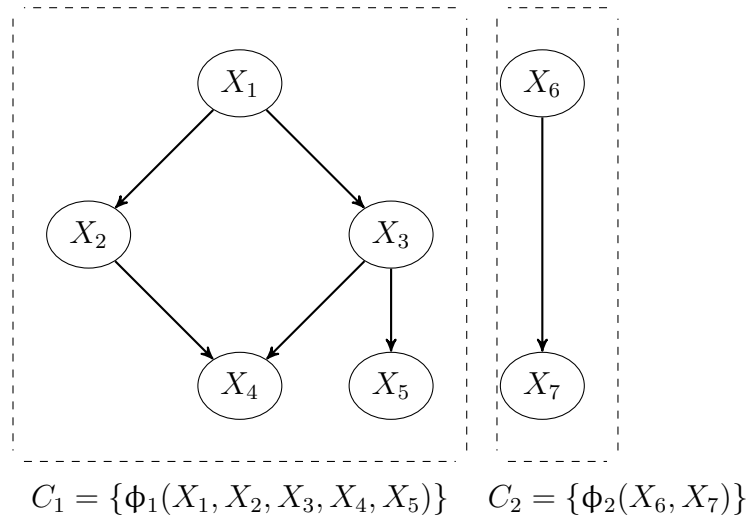 X₁ X₆
X₂ X₃
X₄ X₅ X₇
C₁ = {ϕ₁(X₁, X₂, X₃, X₄, X₅)} C₂ = {ϕ₂(X₆, X₇)}